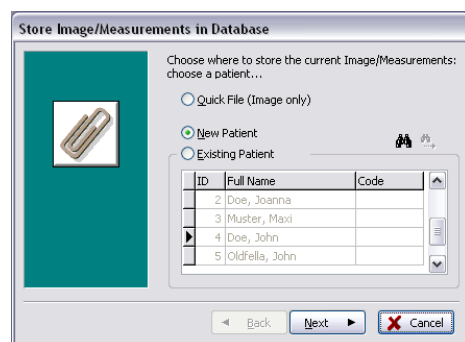 Store Image/Measurements in Database
Choose where to store the current Image/Measurements:
choose a patient...
Quick File (Image only)
New Patient
Existing Patient
ID Full Name Code
2 Doe, Joanna
3 Muster, Maxi
4 Doe, John
5 Oldfella, John
Back Next Cancel